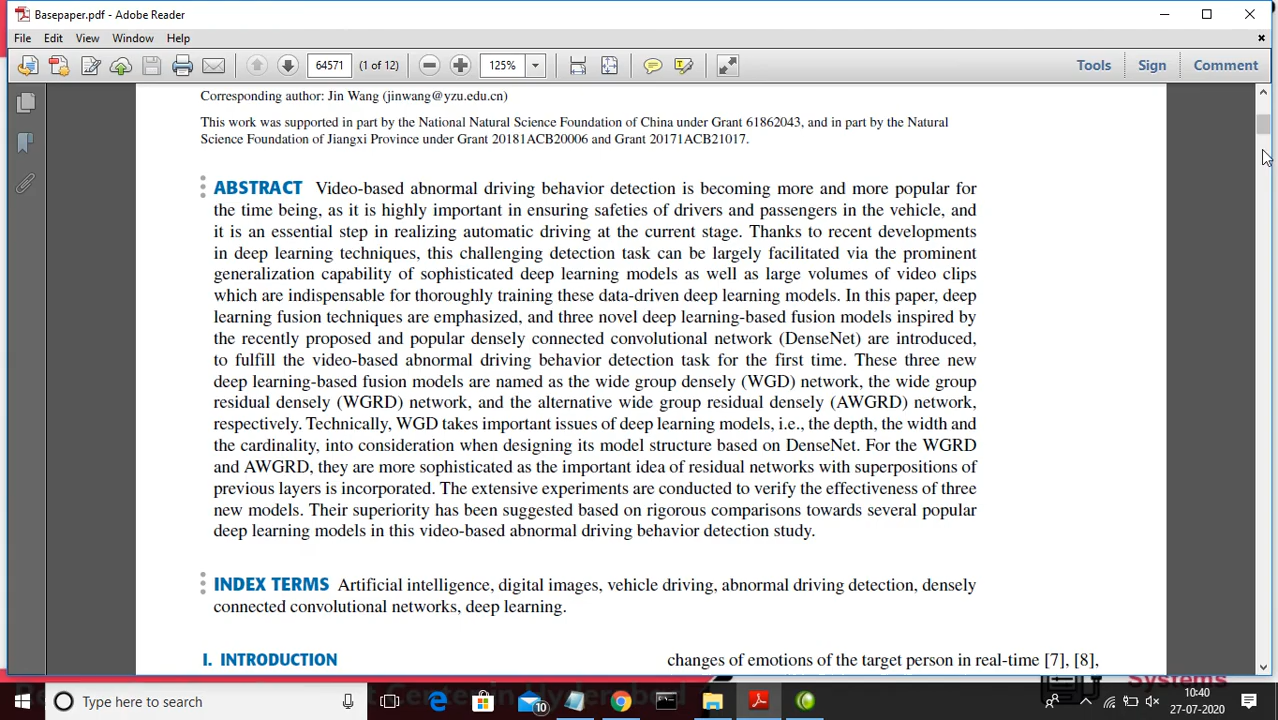 Basepaper.pdf - Adobe Reader
File Edit View Window Help
64571 (1 of 12) 125% Tools Sign Comment
Corresponding author: Jin Wang (jinwang@yzu.edu.cn)
This work was supported in part by the National Natural Science Foundation of China under Grant 61862043, and in part by the Natural
Science Foundation of Jiangxi Province under Grant 20181ACB20006 and Grant 20171ACB21017.
ABSTRACT Video-based abnormal driving behavior detection is becoming more and more popular for
the time being, as it is highly important in ensuring safeties of drivers and passengers in the vehicle, and
it is an essential step in realizing automatic driving at the current stage. Thanks to recent developments
in deep learning techniques, this challenging detection task can be largely facilitated via the prominent
generalization capability of sophisticated deep learning models as well as large volumes of video clips
which are indispensable for thoroughly training these data-driven deep learning models. In this paper, deep
learning fusion techniques are emphasized, and three novel deep learning-based fusion models inspired by
the recently proposed and popular densely connected convolutional network (DenseNet) are introduced,
to fulfill the video-based abnormal driving behavior detection task for the first time. These three new
deep learning-based fusion models are named as the wide group densely (WGD) network, the wide group
residual densely (WGRD) network, and the alternative wide group residual densely (AWGRD) network,
respectively. Technically, WGD takes important issues of deep learning models, i.e., the depth, the width and
the cardinality, into consideration when designing its model structure based on DenseNet. For the WGRD
and AWGRD, they are more sophisticated as the important idea of residual networks with superpositions of
previous layers is incorporated. The extensive experiments are conducted to verify the effectiveness of three
new models. Their superiority has been suggested based on rigorous comparisons towards several popular
deep learning models in this video-based abnormal driving behavior detection study.
INDEX TERMS Artificial intelligence, digital images, vehicle driving, abnormal driving detection, densely
connected convolutional networks, deep learning.
I. INTRODUCTION
changes of emotions of the target person in real-time [7], [8],
Systems
Type here to search
10
10:40
27-07-2020